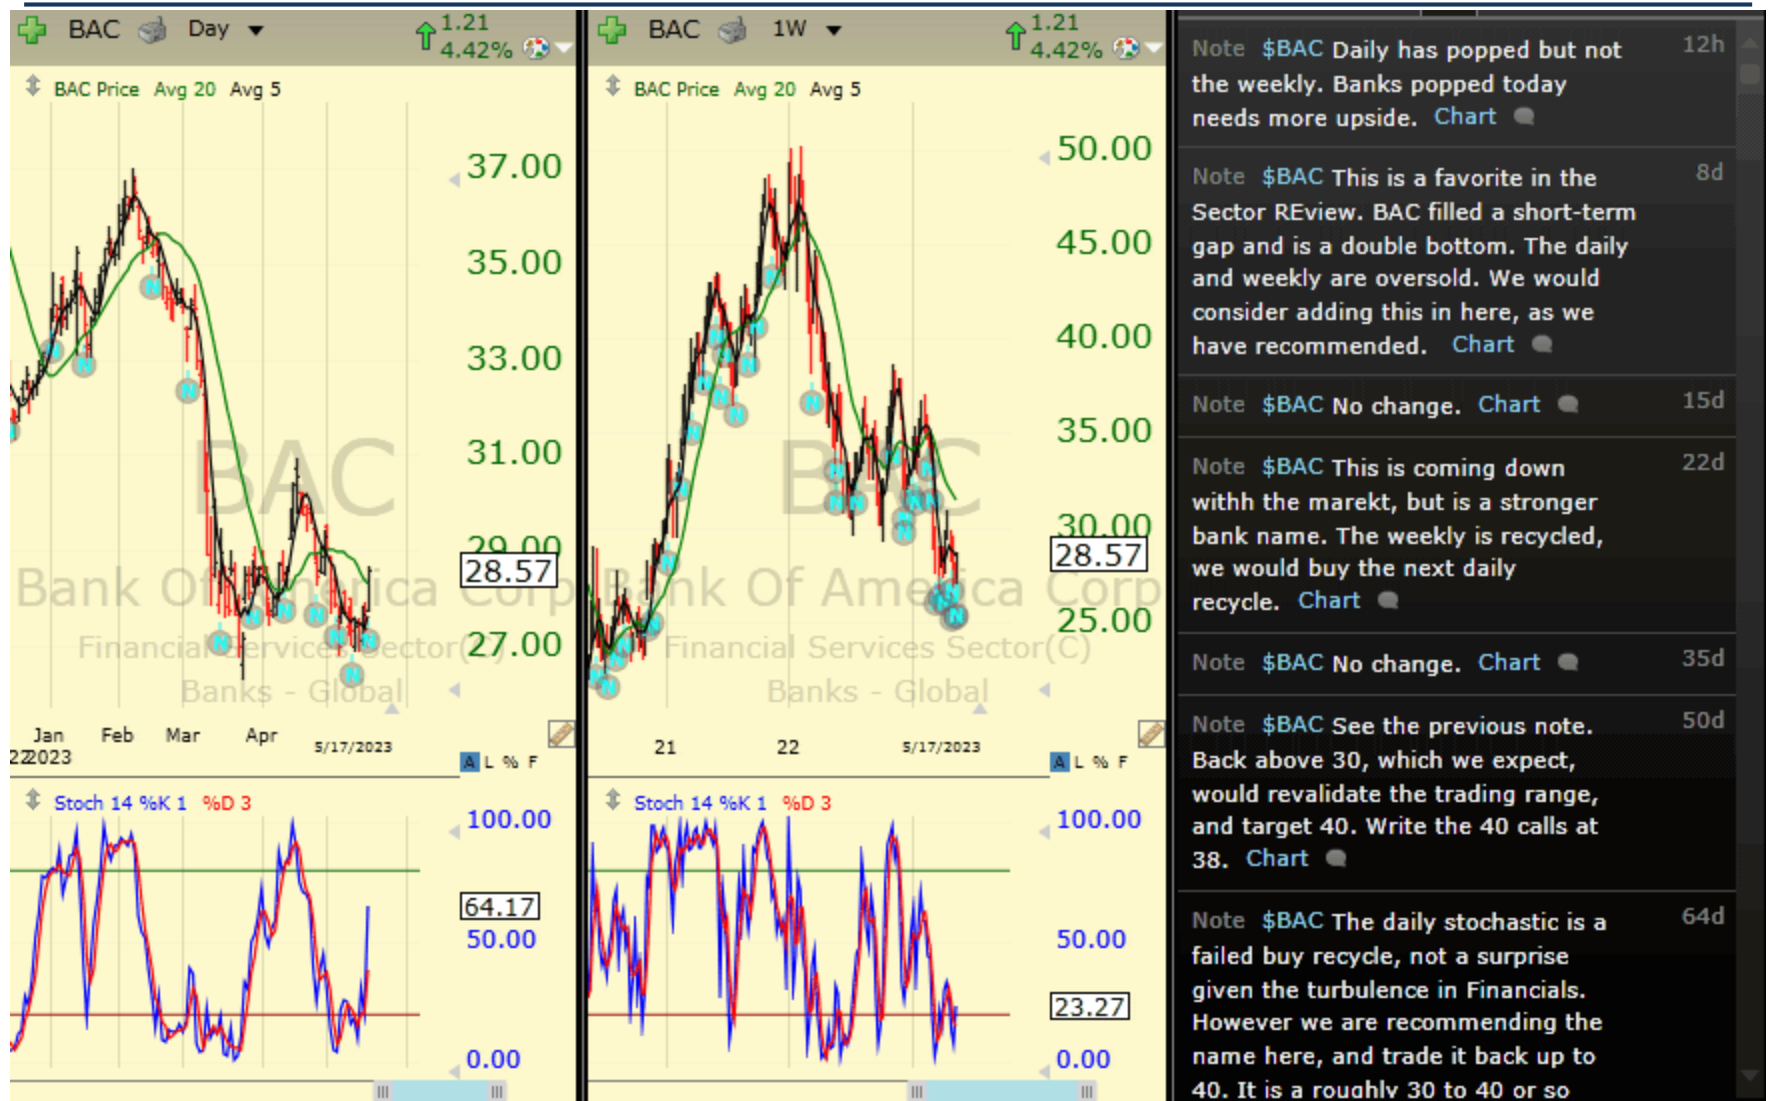 BAC Day
1.21
4.42%
BAC Price Avg 20 Avg 5
37.00
35.00
33.00
31.00
29.00
28.57
27.00
BAC
Bank Of America Corp
Financial Services Sector(C)
Banks - Global
Jan Feb Mar Apr 5/17/2023
2023
A L % F
Stoch 14 %K 1 %D 3
100.00
64.17
50.00
0.00
BAC 1W
1.21
4.42%
BAC Price Avg 20 Avg 5
50.00
45.00
40.00
35.00
30.00
28.57
25.00
BAC
Bank Of America Corp
Financial Services Sector(C)
Banks - Global
21 22 5/17/2023
A L % F
Stoch 14 %K 1 %D 3
100.00
50.00
23.27
0.00
Note $BAC Daily has popped but not 12h
the weekly. Banks popped today
needs more upside. Chart
Note $BAC This is a favorite in the 8d
Sector REview. BAC filled a short-term
gap and is a double bottom. The daily
and weekly are oversold. We would
consider adding this in here, as we
have recommended. Chart
Note $BAC No change. Chart 15d
Note $BAC This is coming down 22d
withh the marekt, but is a stronger
bank name. The weekly is recycled,
we would buy the next daily
recycle. Chart
Note $BAC No change. Chart 35d
Note $BAC See the previous note. 50d
Back above 30, which we expect,
would revalidate the trading range,
and target 40. Write the 40 calls at
38. Chart
Note $BAC The daily stochastic is a 64d
failed buy recycle, not a surprise
given the turbulence in Financials.
However we are recommending the
name here, and trade it back up to
40. It is a roughly 30 to 40 or so